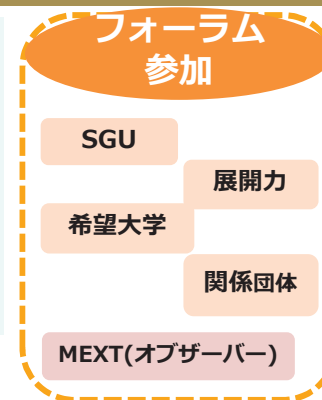 フォーラム
参加
SGU
展開力
希望大学
関係団体
MEXT(オブザーバー)